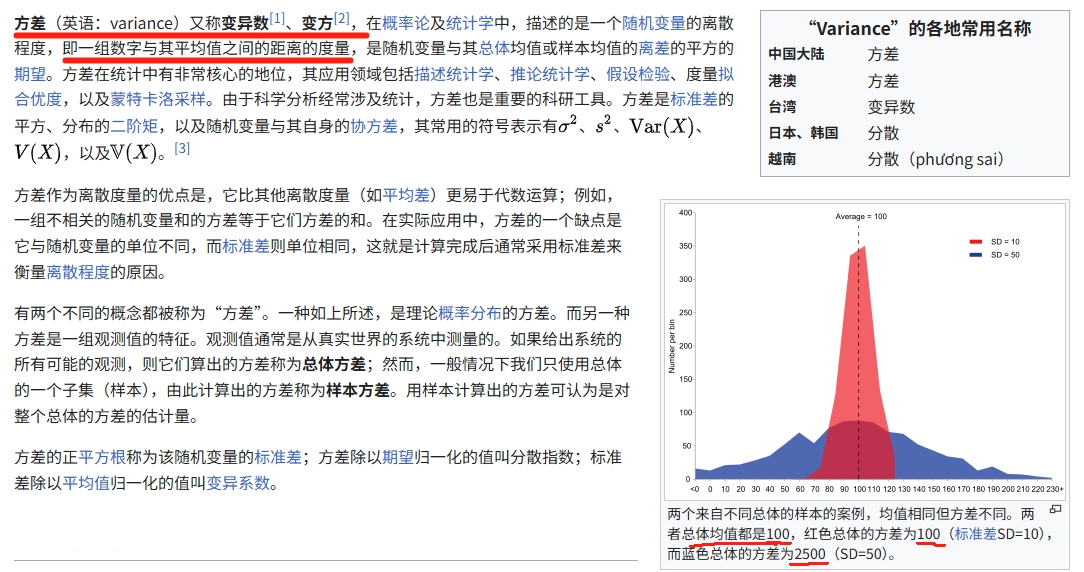 方差（英语：variance）又称变异数[1]、变方[2]，在概率论及统计学中，描述的是一个随机变量的离散
程度，即一组数字与其平均值之间的距离的度量，是随机变量与其总体均值或样本均值的离差的平方的
期望。方差在统计中有非常核心的地位，其应用领域包括描述统计学、推论统计学、假设检验、度量拟
合优度，以及蒙特卡洛采样。由于科学分析经常涉及统计，方差也是重要的科研工具。方差是标准差的
平方、分布的二阶矩，以及随机变量与其自身的协方差，其常用的符号表示有σ²、s²、Var(X)、
V(X)，以及𝕍(X)。[3]
方差作为离散度量的优点是，它比其他离散度量（如平均差）更易于代数运算；例如，
一组不相关的随机变量和的方差等于它们方差的和。在实际应用中，方差的一个缺点是
它与随机变量的单位不同，而标准差则单位相同，这就是计算完成后通常采用标准差来
衡量离散程度的原因。
有两个不同的概念都被称为“方差”。一种如上所述，是理论概率分布的方差。而另一种
方差是一组观测值的特征。观测值通常是从真实世界的系统中测量的。如果给出系统的
所有可能的观测，则它们算出的方差称为总体方差；然而，一般情况下我们只使用总体
的一个子集（样本），由此计算出的方差称为样本方差。用样本计算出的方差可认为是对
整个总体的方差的估计量。
方差的正平方根称为该随机变量的标准差；方差除以期望归一化的值叫分散指数；标准
差除以平均值归一化的值叫变异系数。
“Variance”的各地常用名称
中国大陆 方差
港澳 方差
台湾 变异数
日本、韩国 分散
越南 分散（phương sai）
Average = 100
SD = 10
SD = 50
Number per bin
400
350
300
250
200
150
100
50
0
<0 0 10 20 30 40 50 60 70 80 90 100 110 120 130 140 150 160 170 180 190 200 210 220 230+
两个来自不同总体的样本的案例，均值相同但方差不同。两
者总体均值都是100，红色总体的方差为100（标准差SD=10），
而蓝色总体的方差为2500（SD=50）。